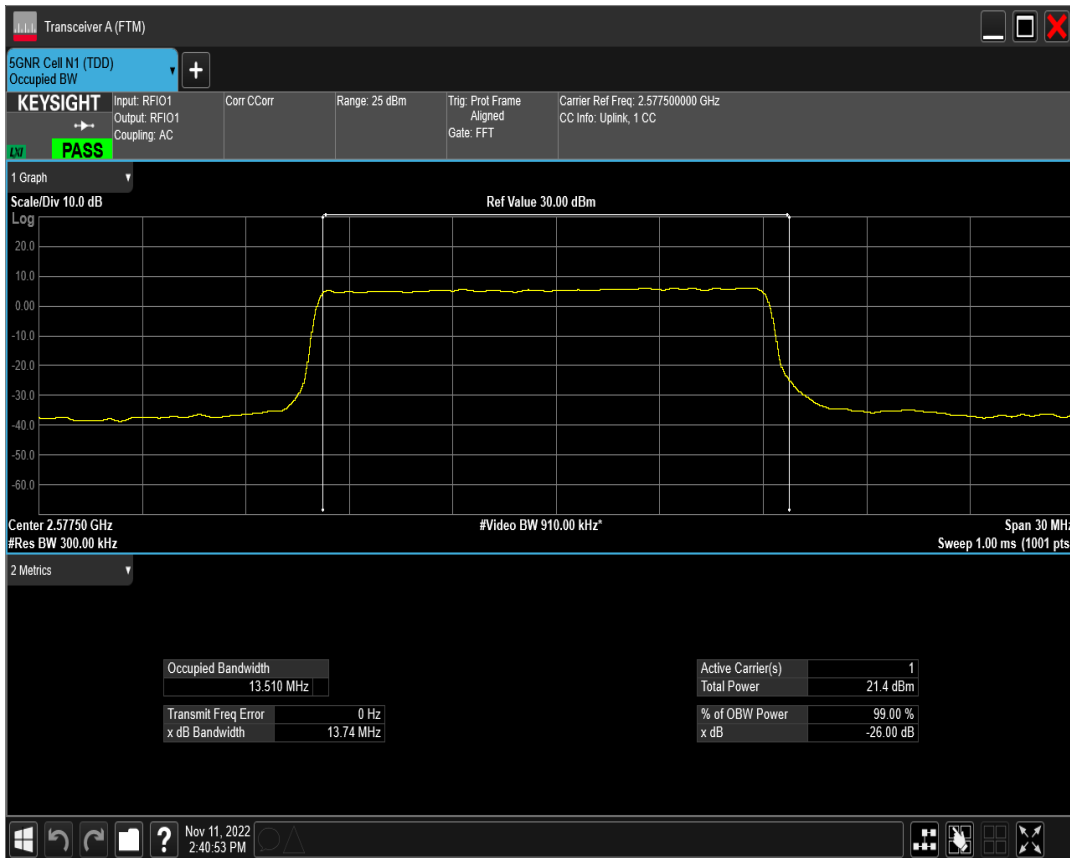 Transceiver A (FTM)
5GNR Cell N1 (TDD)
Occupied BW
+
KEYSIGHT
LXI
PASS
Input: RFIO1
Output: RFIO1
Coupling: AC
Corr CCorr
Range: 25 dBm
Trig: Prot Frame
Aligned
Gate: FFT
Carrier Ref Freq: 2.577500000 GHz
CC Info: Uplink, 1 CC
1 Graph
Scale/Div 10.0 dB
Ref Value 30.00 dBm
Log
20.0
10.0
0.00
-10.0
-20.0
-30.0
-40.0
-50.0
-60.0
Center 2.57750 GHz
#Video BW 910.00 kHz*
Span 30 MHz
#Res BW 300.00 kHz
Sweep 1.00 ms (1001 pts
2 Metrics
Occupied Bandwidth
13.510 MHz
Transmit Freq Error 0 Hz
x dB Bandwidth 13.74 MHz
Active Carrier(s) 1
Total Power 21.4 dBm
% of OBW Power 99.00 %
x dB -26.00 dB
?
Nov 11, 2022
2:40:53 PM